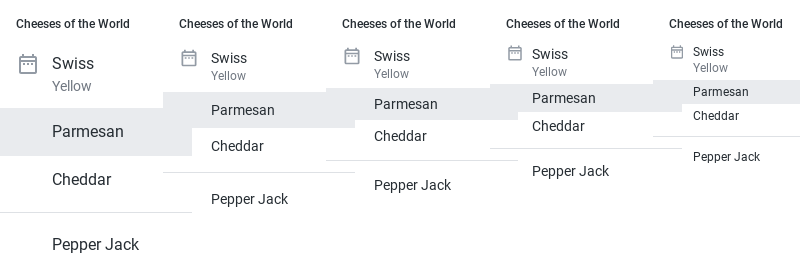 Cheeses of the World
Swiss
Yellow
Parmesan
Cheddar
Pepper Jack
Cheeses of the World
Swiss
Yellow
Parmesan
Cheddar
Pepper Jack
Cheeses of the World
Swiss
Yellow
Parmesan
Cheddar
Pepper Jack
Cheeses of the World
Swiss
Yellow
Parmesan
Cheddar
Pepper Jack
Cheeses of the World
Swiss
Yellow
Parmesan
Cheddar
Pepper Jack